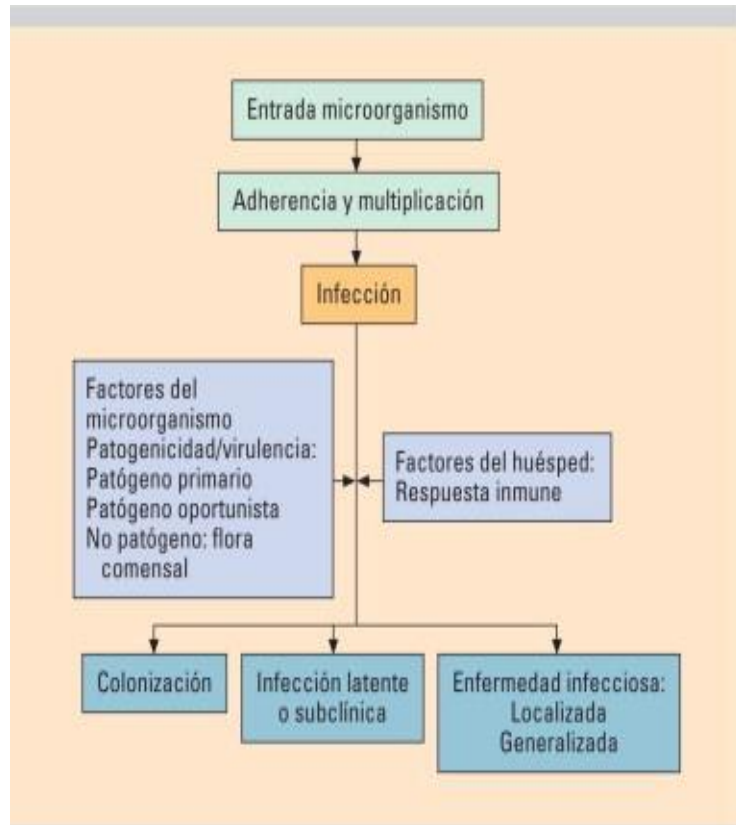 Entrada microorganismo
Adherencia y multiplicación
Infección
Factores del
microorganismo
Patogenicidad/virulencia:
Patógeno primario
Patógeno oportunista
No patógeno: flora
comensal
Factores del huésped:
Respuesta inmune
Colonización
Infección latente
o subclínica
Enfermedad infecciosa:
Localizada
Generalizada